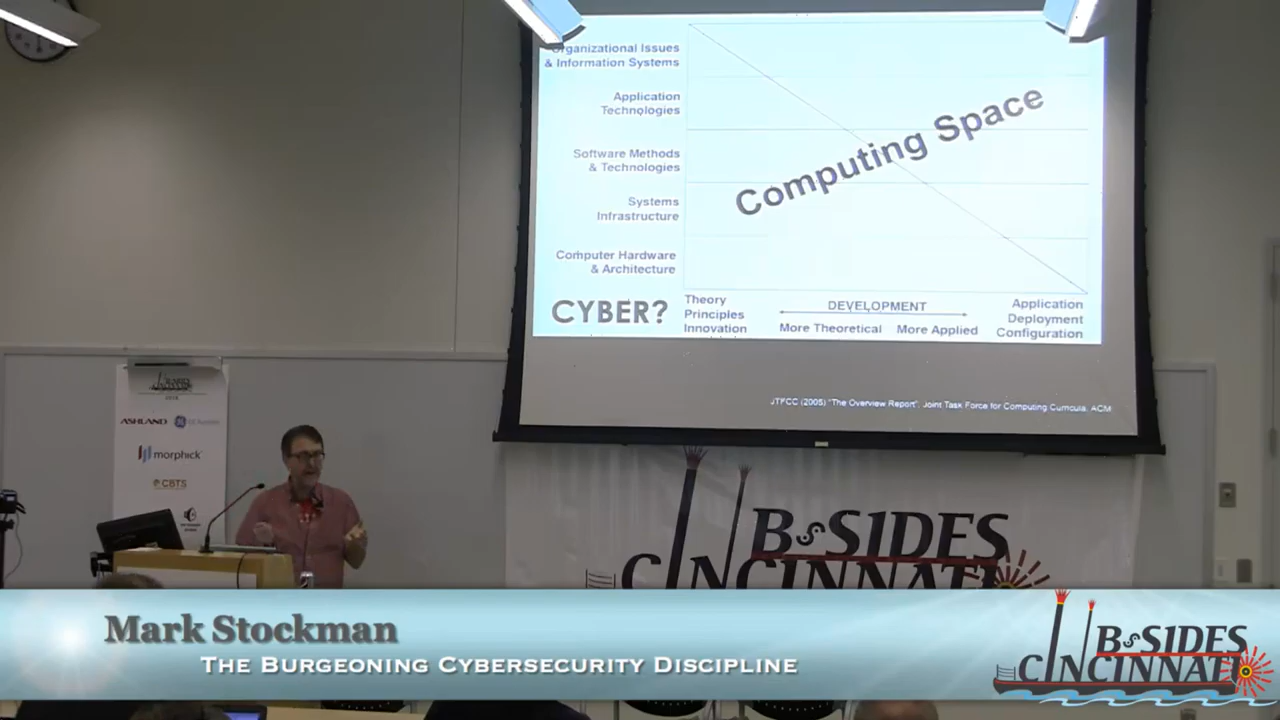 Organizational Issues
& Information Systems
Application
Technologies
Software Methods
& Technologies
Systems
Infrastructure
Computer Hardware
& Architecture
Computing Space
CYBER?
Theory
Principles
Innovation
DEVELOPMENT
More Theoretical
More Applied
Application
Deployment
Configuration
JTFCC (2005) "The Overview Report". Joint Task Force for Computing Curricula, ACM
ASHLAND
morphick
CBTS
BSIDES
CINCINNATI
Mark Stockman
THE BURGEONING CYBERSECURITY DISCIPLINE
BSIDES
CINCINNATI